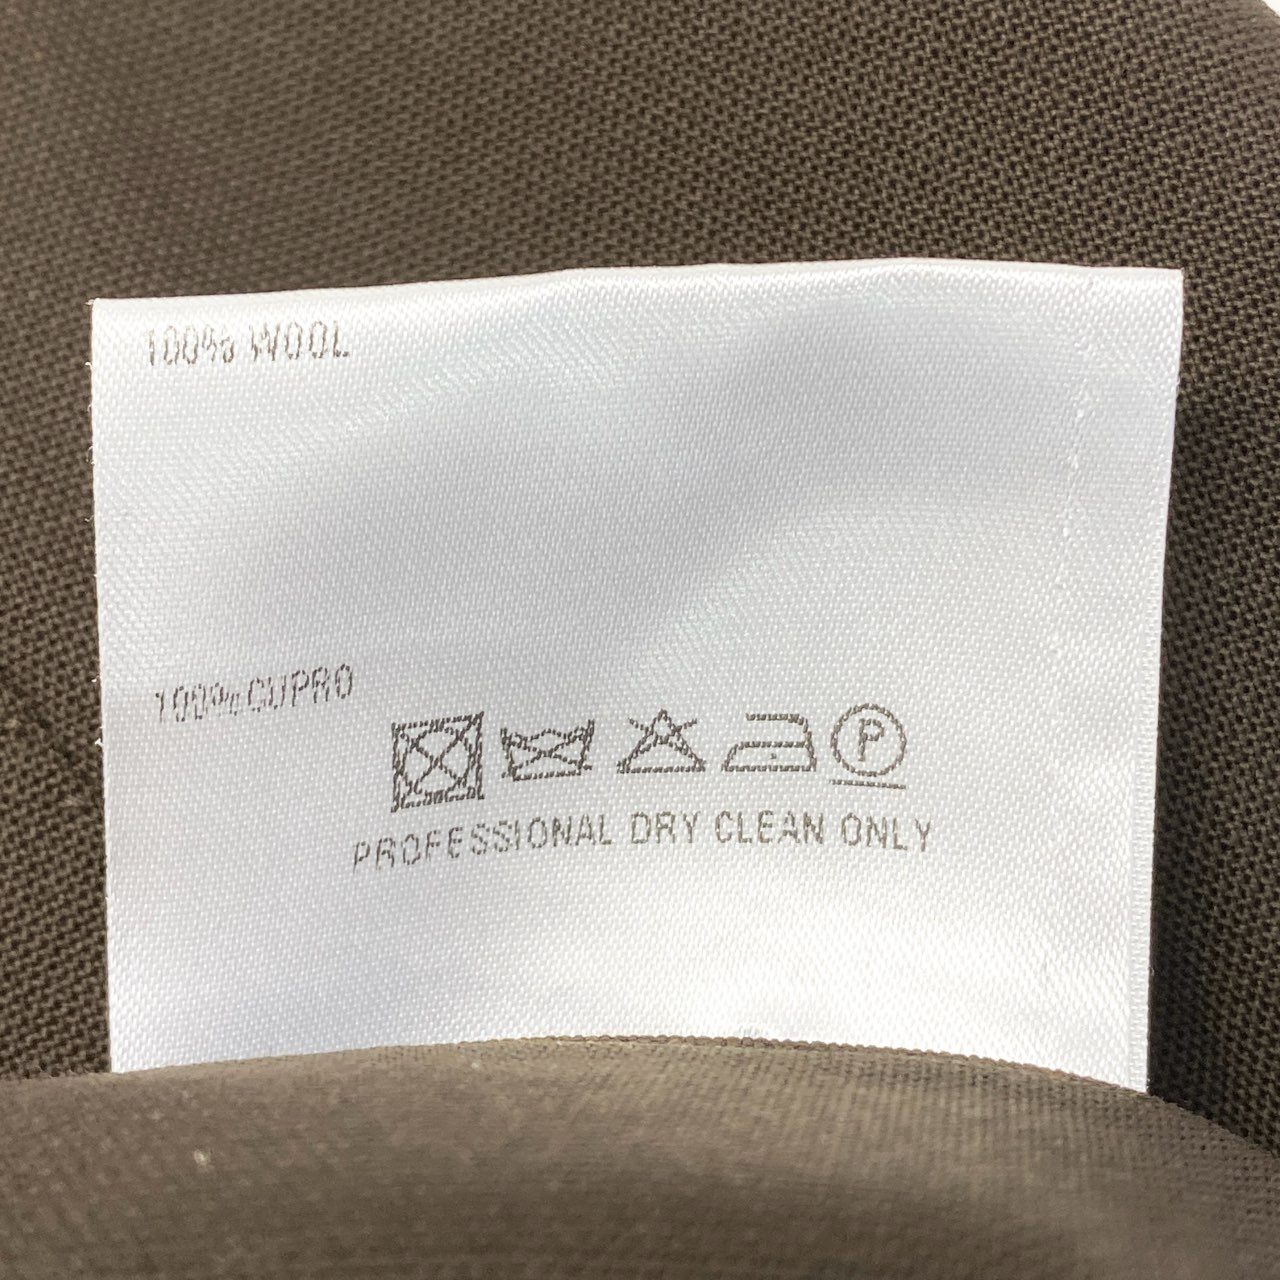 100% WOOL
100%CUPRO
P
PROFESSIONAL DRY CLEAN ONLY